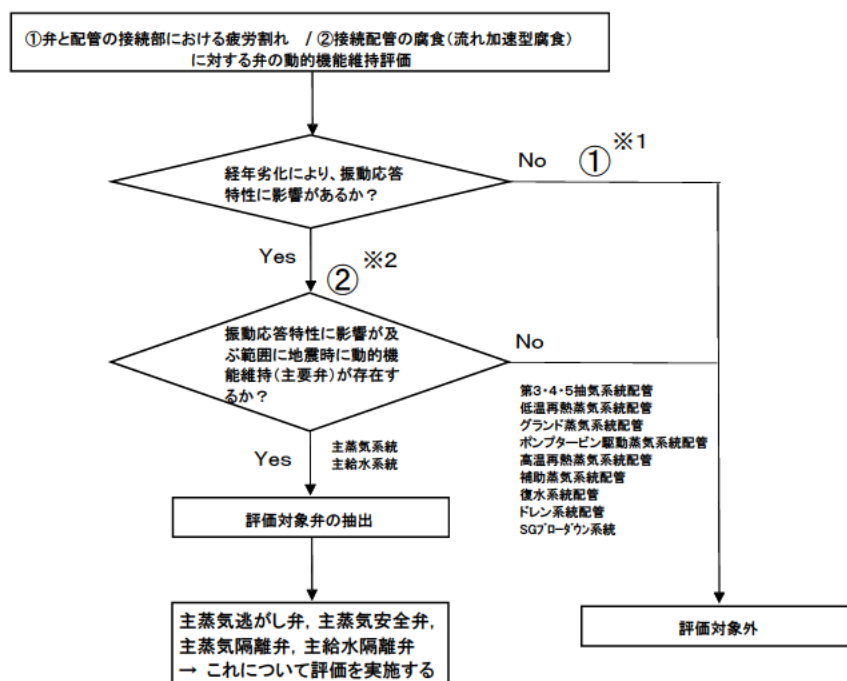 ①弁と配管の接続部における疲労割れ /②接続配管の腐食(流れ加速型腐食)
に対する弁の動的機能維持評価
経年劣化により、振動応答
特性に影響があるか？
No ①※1
Yes
②※2
振動応答特性に影響が及
ぶ範囲に地震時に動的機
能維持(主要弁)が存在す
るか？
No
Yes
主蒸気系統
主給水系統
第3・4・5抽気系統配管
低温再熱蒸気系統配管
グランド蒸気系統配管
ポンプタービン駆動蒸気系統配管
高温再熱蒸気系統配管
補助蒸気系統配管
復水系統配管
ドレン系統配管
SGブローダウン系統
評価対象弁の抽出
主蒸気逃がし弁, 主蒸気安全弁,
主蒸気隔離弁, 主給水隔離弁
→ これについて評価を実施する
評価対象外